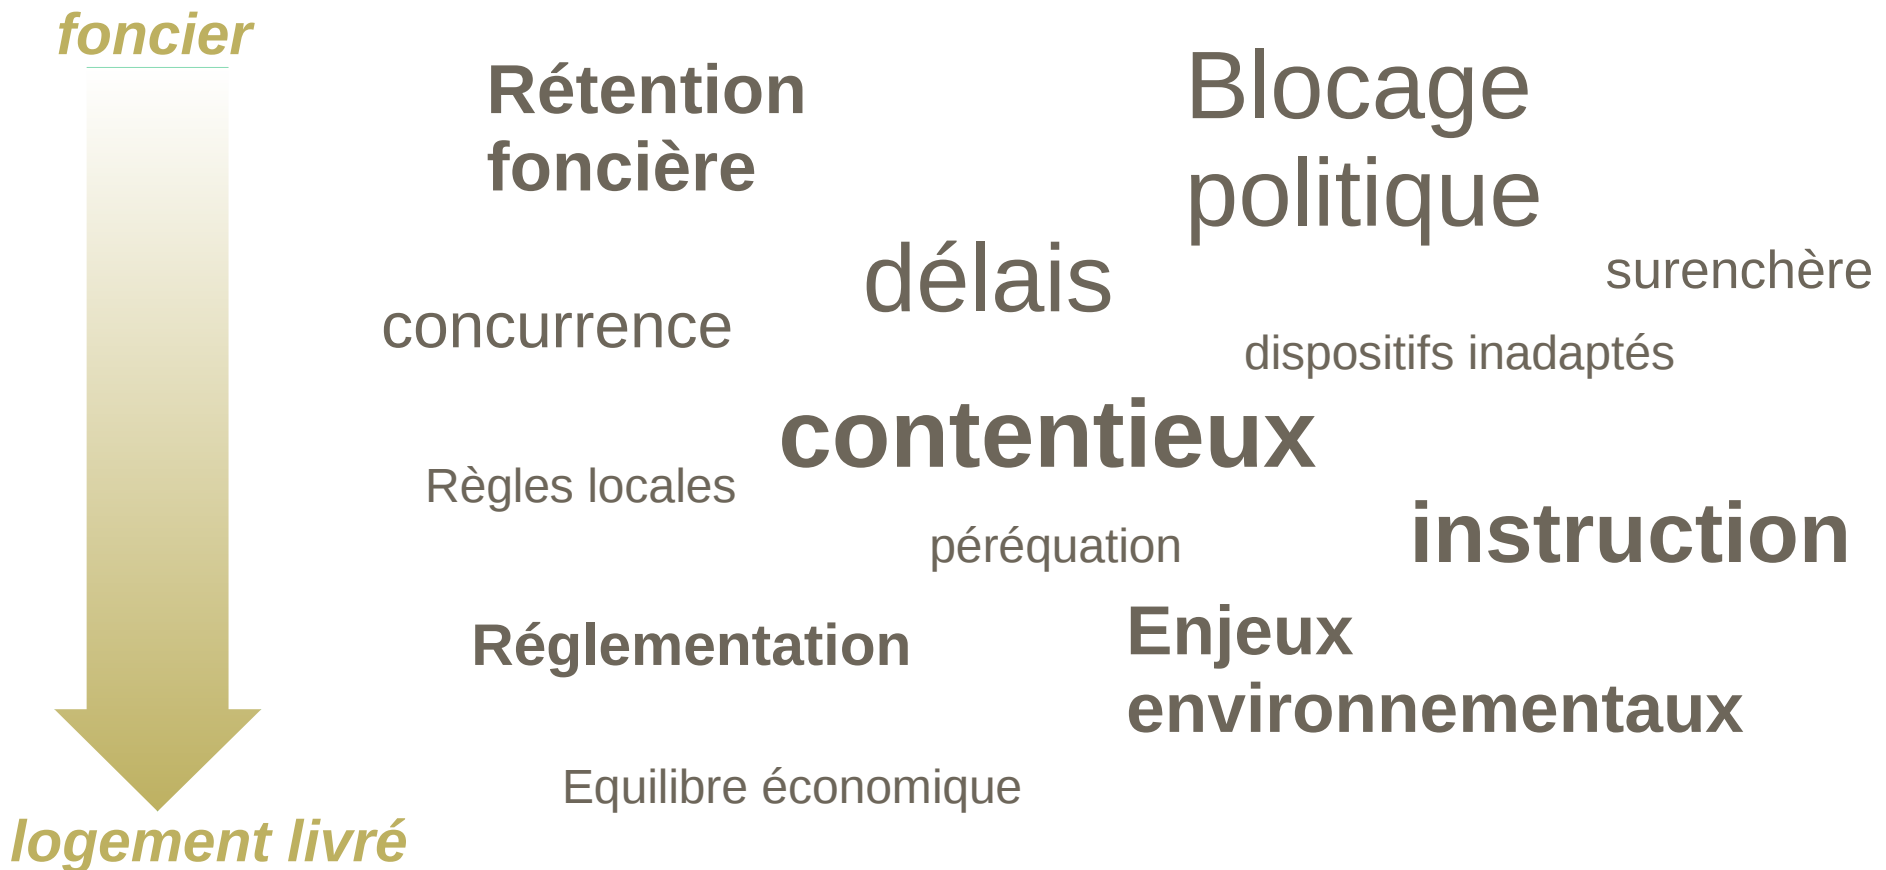 foncier
Rétention
foncière
Blocage
politique
délais
surenchère
concurrence
dispositifs inadaptés
contentieux
Règles locales
instruction
péréquation
Réglementation
Enjeux
environnementaux
Equilibre économique
logement livré